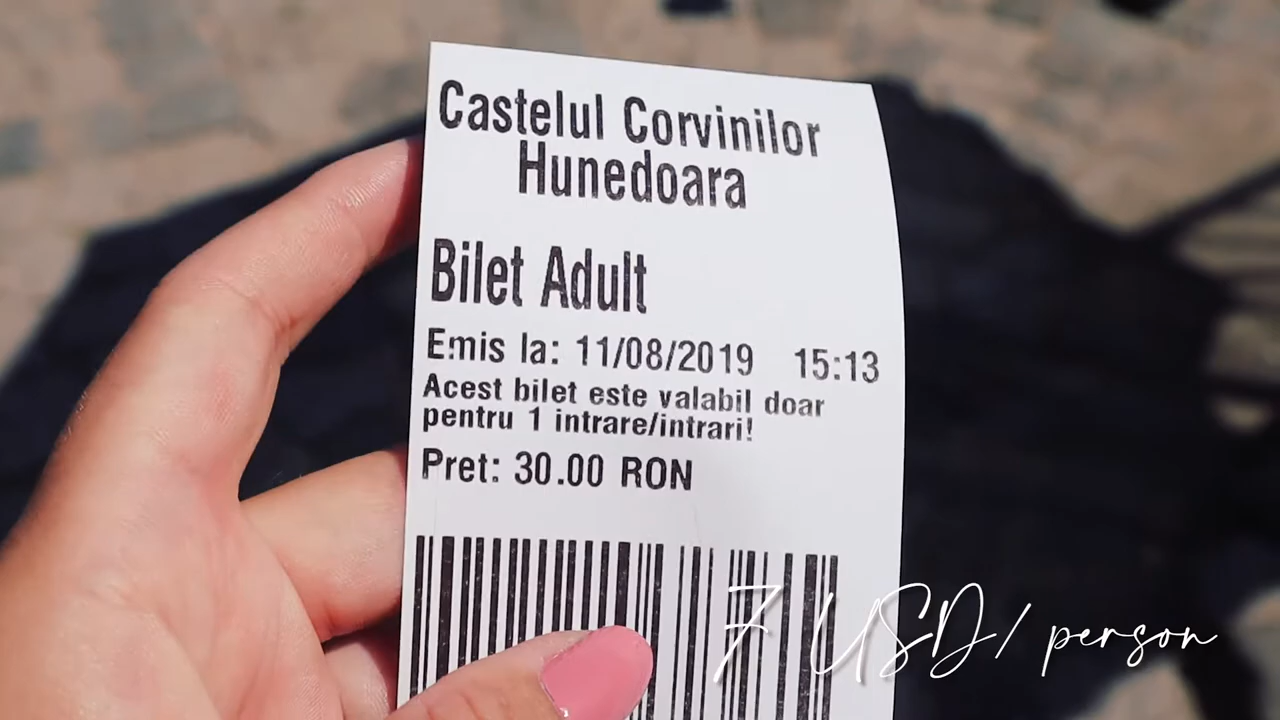 Castelul Corvinilor
Hunedoara
Bilet Adult
Emis la: 11/08/2019 15:13
Acest bilet este valabil doar
pentru 1 intrare/intrari!
Pret: 30.00 RON
7 USD/ person